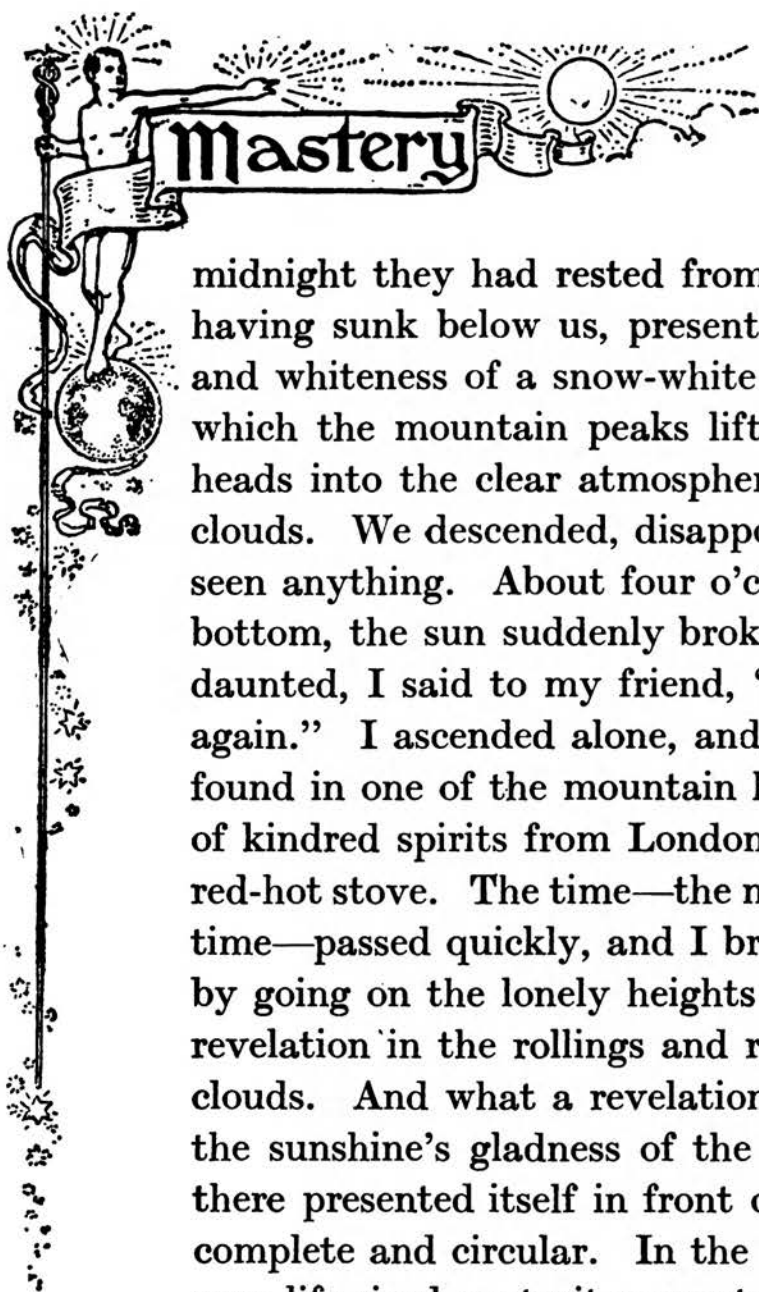 Mastery
midnight they had rested from
having sunk below us, present
and whiteness of a snow-white
which the mountain peaks lift
heads into the clear atmospher
clouds. We descended, disappo
seen anything. About four o'c
bottom, the sun suddenly brok
daunted, I said to my friend, "
again." I ascended alone, and
found in one of the mountain
of kindred spirits from London
red-hot stove. The time—the
time—passed quickly, and I br
by going on the lonely heights
revelation in the rollings and
clouds. And what a revelation
the sunshine's gladness of the
there presented itself in front
complete and circular. In the